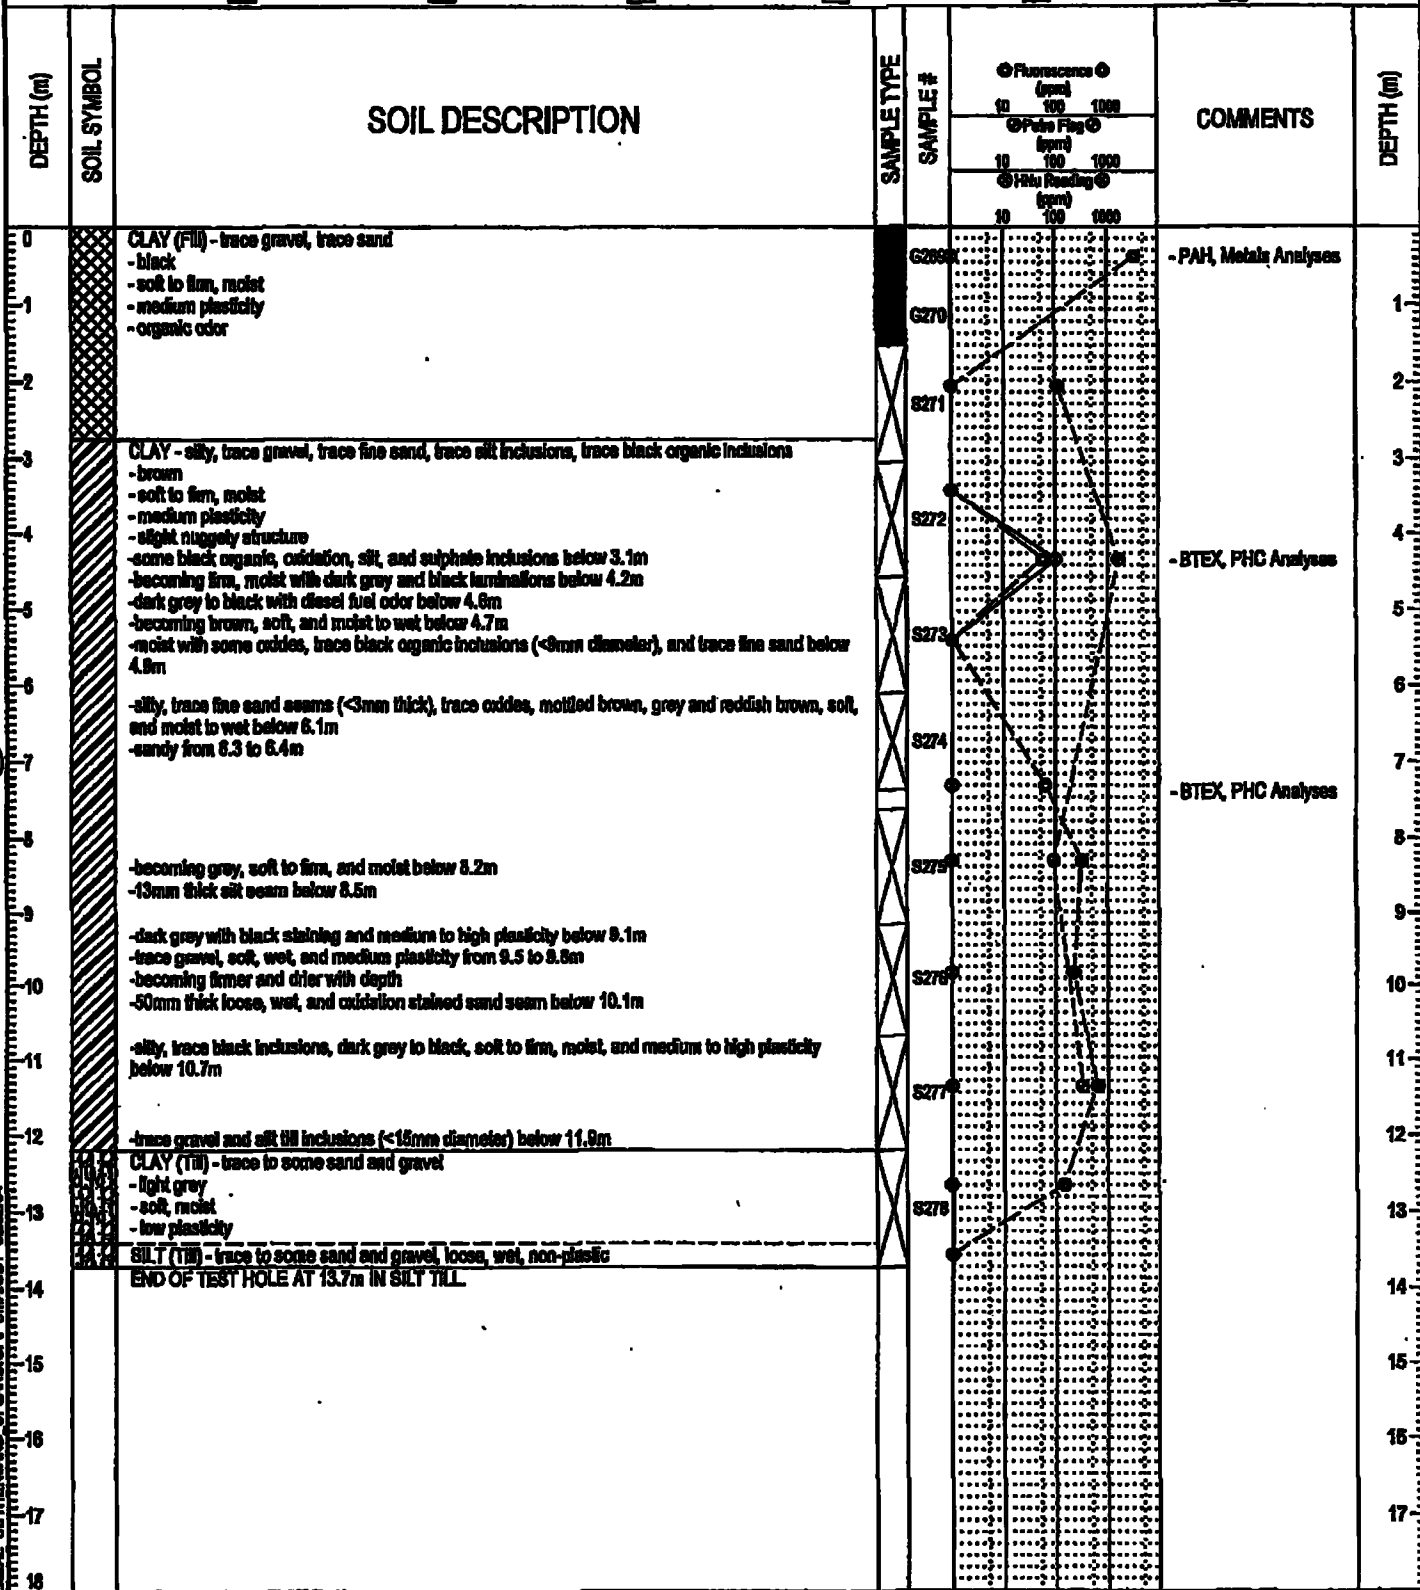 DEPTH (m)
SOIL SYMBOL
SOIL DESCRIPTION
SAMPLE TYPE
SAMPLE #
Fluorescence
(ppm)
10 100 1000
Petro Flag
(ppm)
10 100 1000
HNu Reading
(ppm)
10 100 1000
COMMENTS
DEPTH (m)
0
CLAY (Fill) - trace gravel, trace sand
- black
- soft to firm, moist
- medium plasticity
- organic odor
G269
- PAH, Metals Analyses
1
G270
1
2
S271
2
CLAY - silty, trace gravel, trace fine sand, trace silt inclusions, trace black organic inclusions
- brown
- soft to firm, moist
- medium plasticity
- slight nuggety structure
-some black organic, oxidation, silt, and sulphate inclusions below 3.1m
-becoming firm, moist with dark grey and black laminations below 4.2m
-dark grey to black with diesel fuel odor below 4.6m
-becoming brown, soft, and moist to wet below 4.7m
-moist with some oxides, trace black organic inclusions (<9mm diameter), and trace fine sand below
4.9m
3
S272
3
4
- BTEX, PHC Analyses
4
5
S273
5
-silty, trace fine sand seams (<3mm thick), trace oxides, mottled brown, grey and reddish brown, soft,
and moist to wet below 6.1m
-sandy from 6.3 to 6.4m
6
S274
6
7
- BTEX, PHC Analyses
7
8
-becoming grey, soft to firm, and moist below 8.2m
-13mm thick silt seam below 8.5m
S275
8
9
-dark grey with black staining and medium to high plasticity below 9.1m
-trace gravel, soft, wet, and medium plasticity from 9.5 to 9.8m
-becoming firmer and drier with depth
-50mm thick loose, wet, and oxidation stained sand seam below 10.1m
S276
9
10
10
-silty, trace black inclusions, dark grey to black, soft to firm, moist, and medium to high plasticity
below 10.7m
11
S277
11
12
-trace gravel and silt till inclusions (<15mm diameter) below 11.9m
12
CLAY (Till) - trace to some sand and gravel
- light grey
- soft, moist
- low plasticity
13
S278
13
SILT (Till) - trace to some sand and gravel, loose, wet, non-plastic
END OF TEST HOLE AT 13.7m IN SILT TILL.
14
14
15
15
16
16
17
17
18